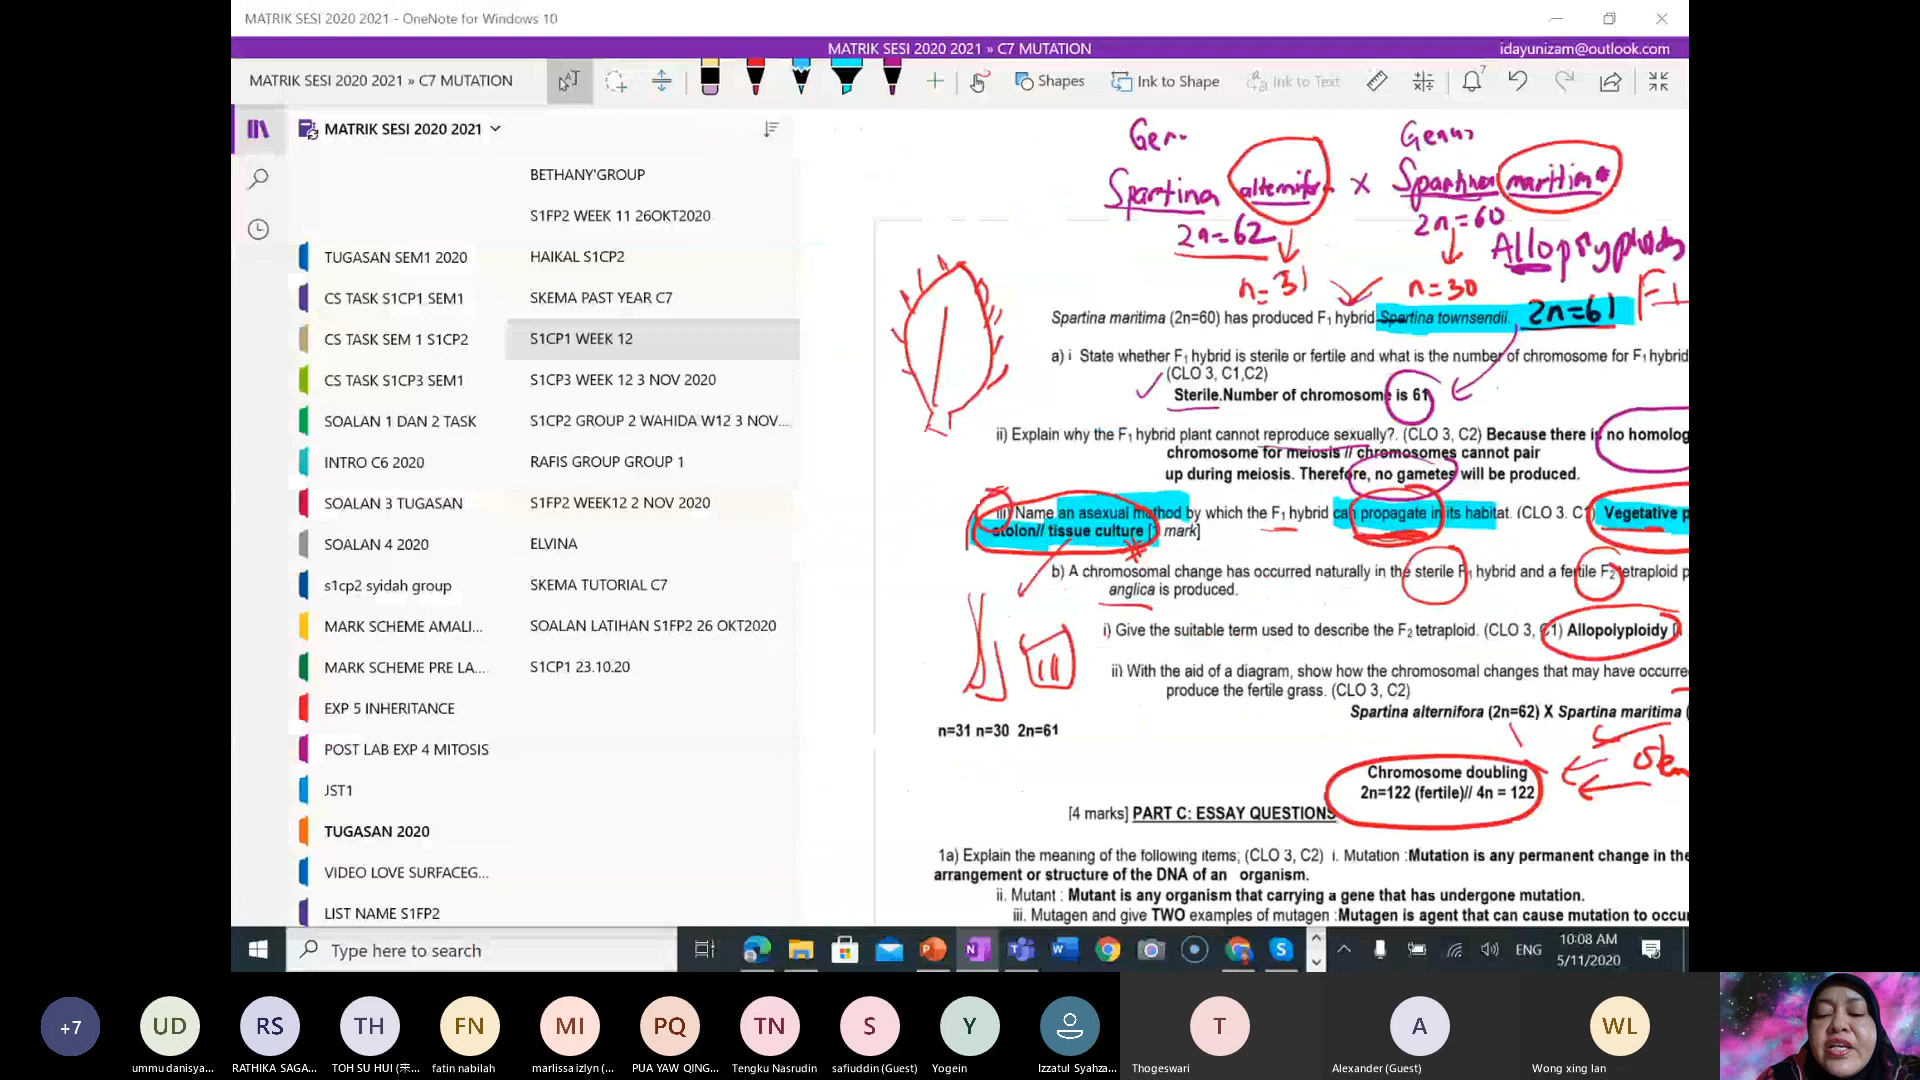 MATRIK SESI 2020 2021 - OneNote for Windows 10
MATRIK SESI 2020 2021 » C7 MUTATION
idayunizam@outlook.com
MATRIK SESI 2020 2021 » C7 MUTATION
Shapes
Ink to Shape
Ink to Text
7
MATRIK SESI 2020 2021
TUGASAN SEM1 2020
CS TASK S1CP1 SEM1
CS TASK SEM 1 S1CP2
CS TASK S1CP3 SEM1
SOALAN 1 DAN 2 TASK
INTRO C6 2020
SOALAN 3 TUGASAN
SOALAN 4 2020
s1cp2 syidah group
MARK SCHEME AMALI...
MARK SCHEME PRE LA...
EXP 5 INHERITANCE
POST LAB EXP 4 MITOSIS
JST1
TUGASAN 2020
VIDEO LOVE SURFACEG...
LIST NAME S1FP2
BETHANY'GROUP
S1FP2 WEEK 11 26OKT2020
HAIKAL S1CP2
SKEMA PAST YEAR C7
S1CP1 WEEK 12
S1CP3 WEEK 12 3 NOV 2020
S1CP2 GROUP 2 WAHIDA W12 3 NOV...
RAFIS GROUP GROUP 1
S1FP2 WEEK12 2 NOV 2020
ELVINA
SKEMA TUTORIAL C7
SOALAN LATIHAN S1FP2 26 OKT2020
S1CP1 23.10.20
Genus
Spartina x Spartina maritima
2n=62 2n=60
Allopolyploidy
n=31 n=30
F1
Spartina maritima (2n=60) has produced F1 hybrid Spartina townsendii. 2n=61
a) i State whether F1 hybrid is sterile or fertile and what is the number of chromosome for F1 hybrid
(CLO 3, C1,C2)
Sterile.Number of chromosome is 61
ii) Explain why the F1 hybrid plant cannot reproduce sexually?. (CLO 3, C2) Because there is no homolog
chromosome for meiosis // chromosomes cannot pair
up during meiosis. Therefore, no gametes will be produced.
iii) Name an asexual method by which the F1 hybrid can propagate in its habitat. (CLO 3. C1) Vegetative p
stolon// tissue culture [1 mark]
b) A chromosomal change has occurred naturally in the sterile F1 hybrid and a fertile F2 tetraploid p
anglica is produced.
i) Give the suitable term used to describe the F2 tetraploid. (CLO 3, C1) Allopolyploidy [
ii) With the aid of a diagram, show how the chromosomal changes that may have occurre
produce the fertile grass. (CLO 3, C2)
Spartina alternifora (2n=62) X Spartina maritima (
n=31 n=30 2n=61
Chromosome doubling
2n=122 (fertile)// 4n = 122
[4 marks] PART C: ESSAY QUESTIONS
1a) Explain the meaning of the following items; (CLO 3, C2) i. Mutation :Mutation is any permanent change in the
arrangement or structure of the DNA of an organism.
ii. Mutant : Mutant is any organism that carrying a gene that has undergone mutation.
iii. Mutagen and give TWO examples of mutagen :Mutagen is agent that can cause mutation to occu
Type here to search
ENG
10:08 AM
5/11/2020
+7
UD
RS
TH
FN
MI
PQ
TN
S
Y
T
A
WL
ummu danisya...
RATHIKA SAGA...
TOH SU HUI
fatin nabilah
marlissa izlyn (...
PUA YAW QING...
Tengku Nasrudin
safiuddin (Guest)
Yogein
Izzatul Syahza...
Thogeswari
Alexander (Guest)
Wong xing lan